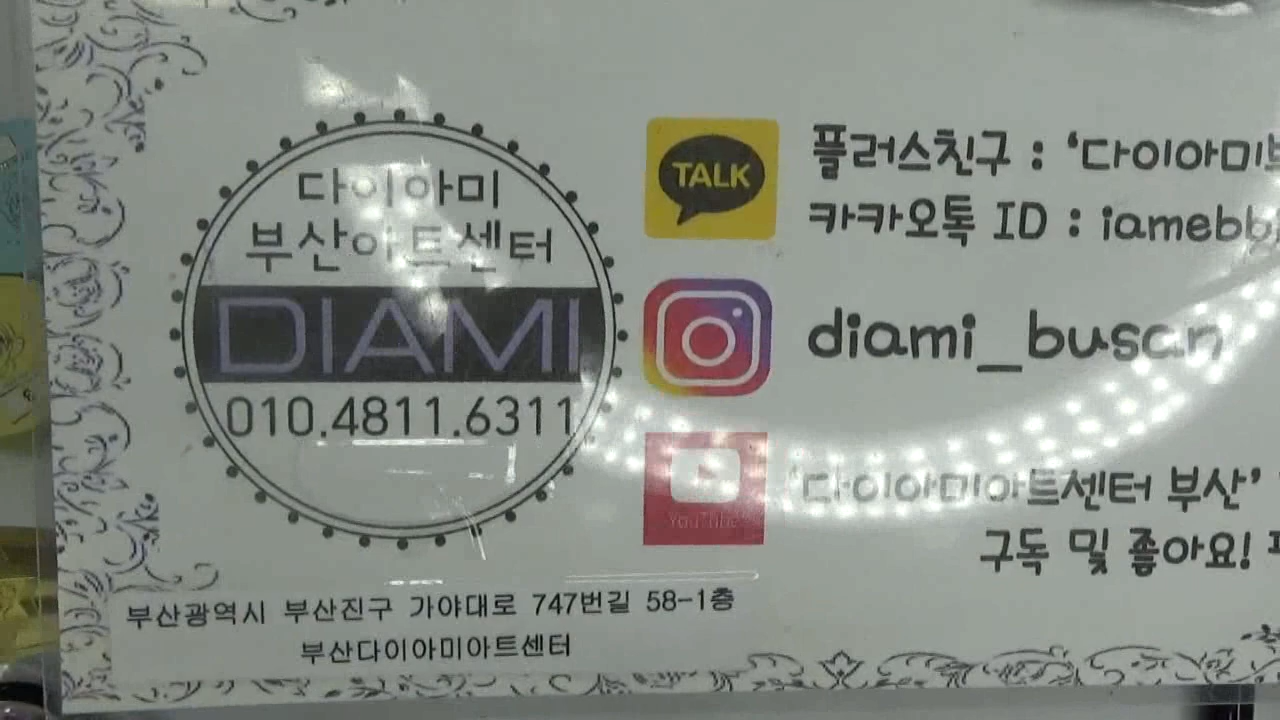 다이아미
부산아트센터
DIAMI
010.4811.6311
TALK
플러스친구 : '다이아미
카카오톡 ID : iamebb
diami_busan
YouTube
'다이아미아트센터 부산'
구독 및 좋아요!
부산광역시 부산진구 가야대로 747번길 58-1층
부산다이아미아트센터